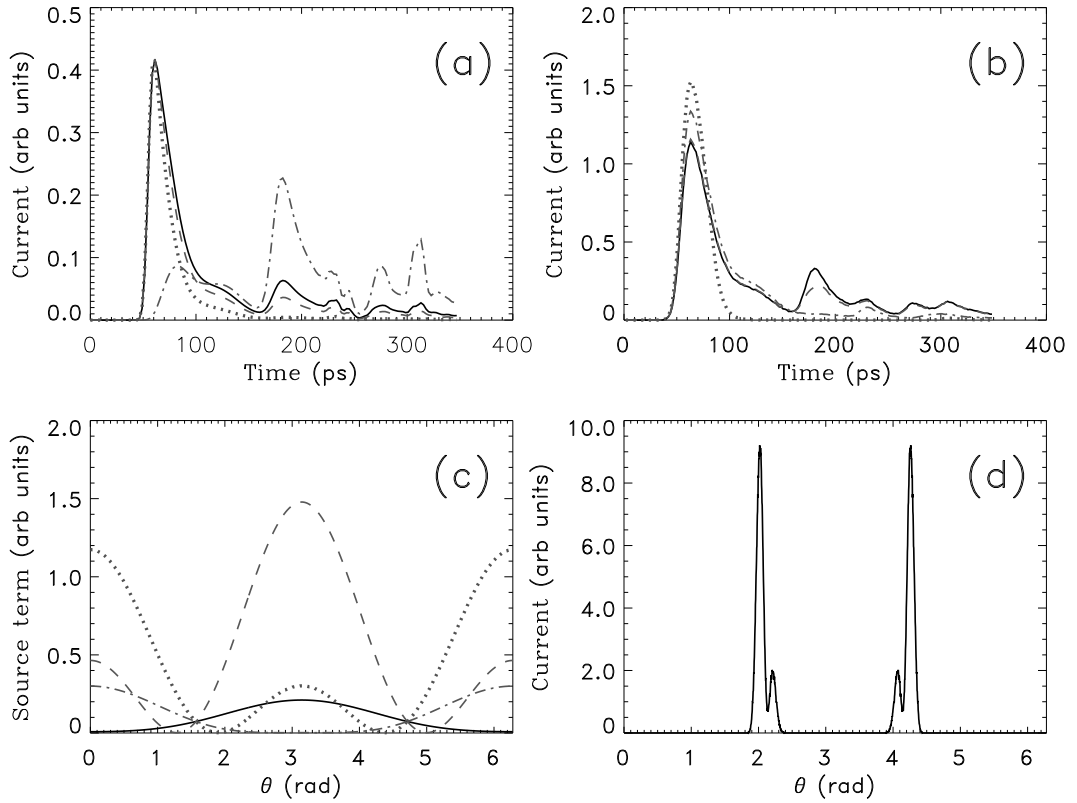 0.5
0.4
0.3
0.2
0.1
0.0
Current (arb units)
(a)
0 100 200 300 400
Time (ps)
2.0
1.5
1.0
0.5
0
Current (arb units)
(b)
0 100 200 300 400
Time (ps)
2.0
1.5
1.0
0.5
0
Source term (arb units)
(c)
0 1 2 3 4 5 6
θ (rad)
10.0
8.0
6.0
4.0
2.0
0
Current (arb units)
(d)
0 1 2 3 4 5 6
θ (rad)